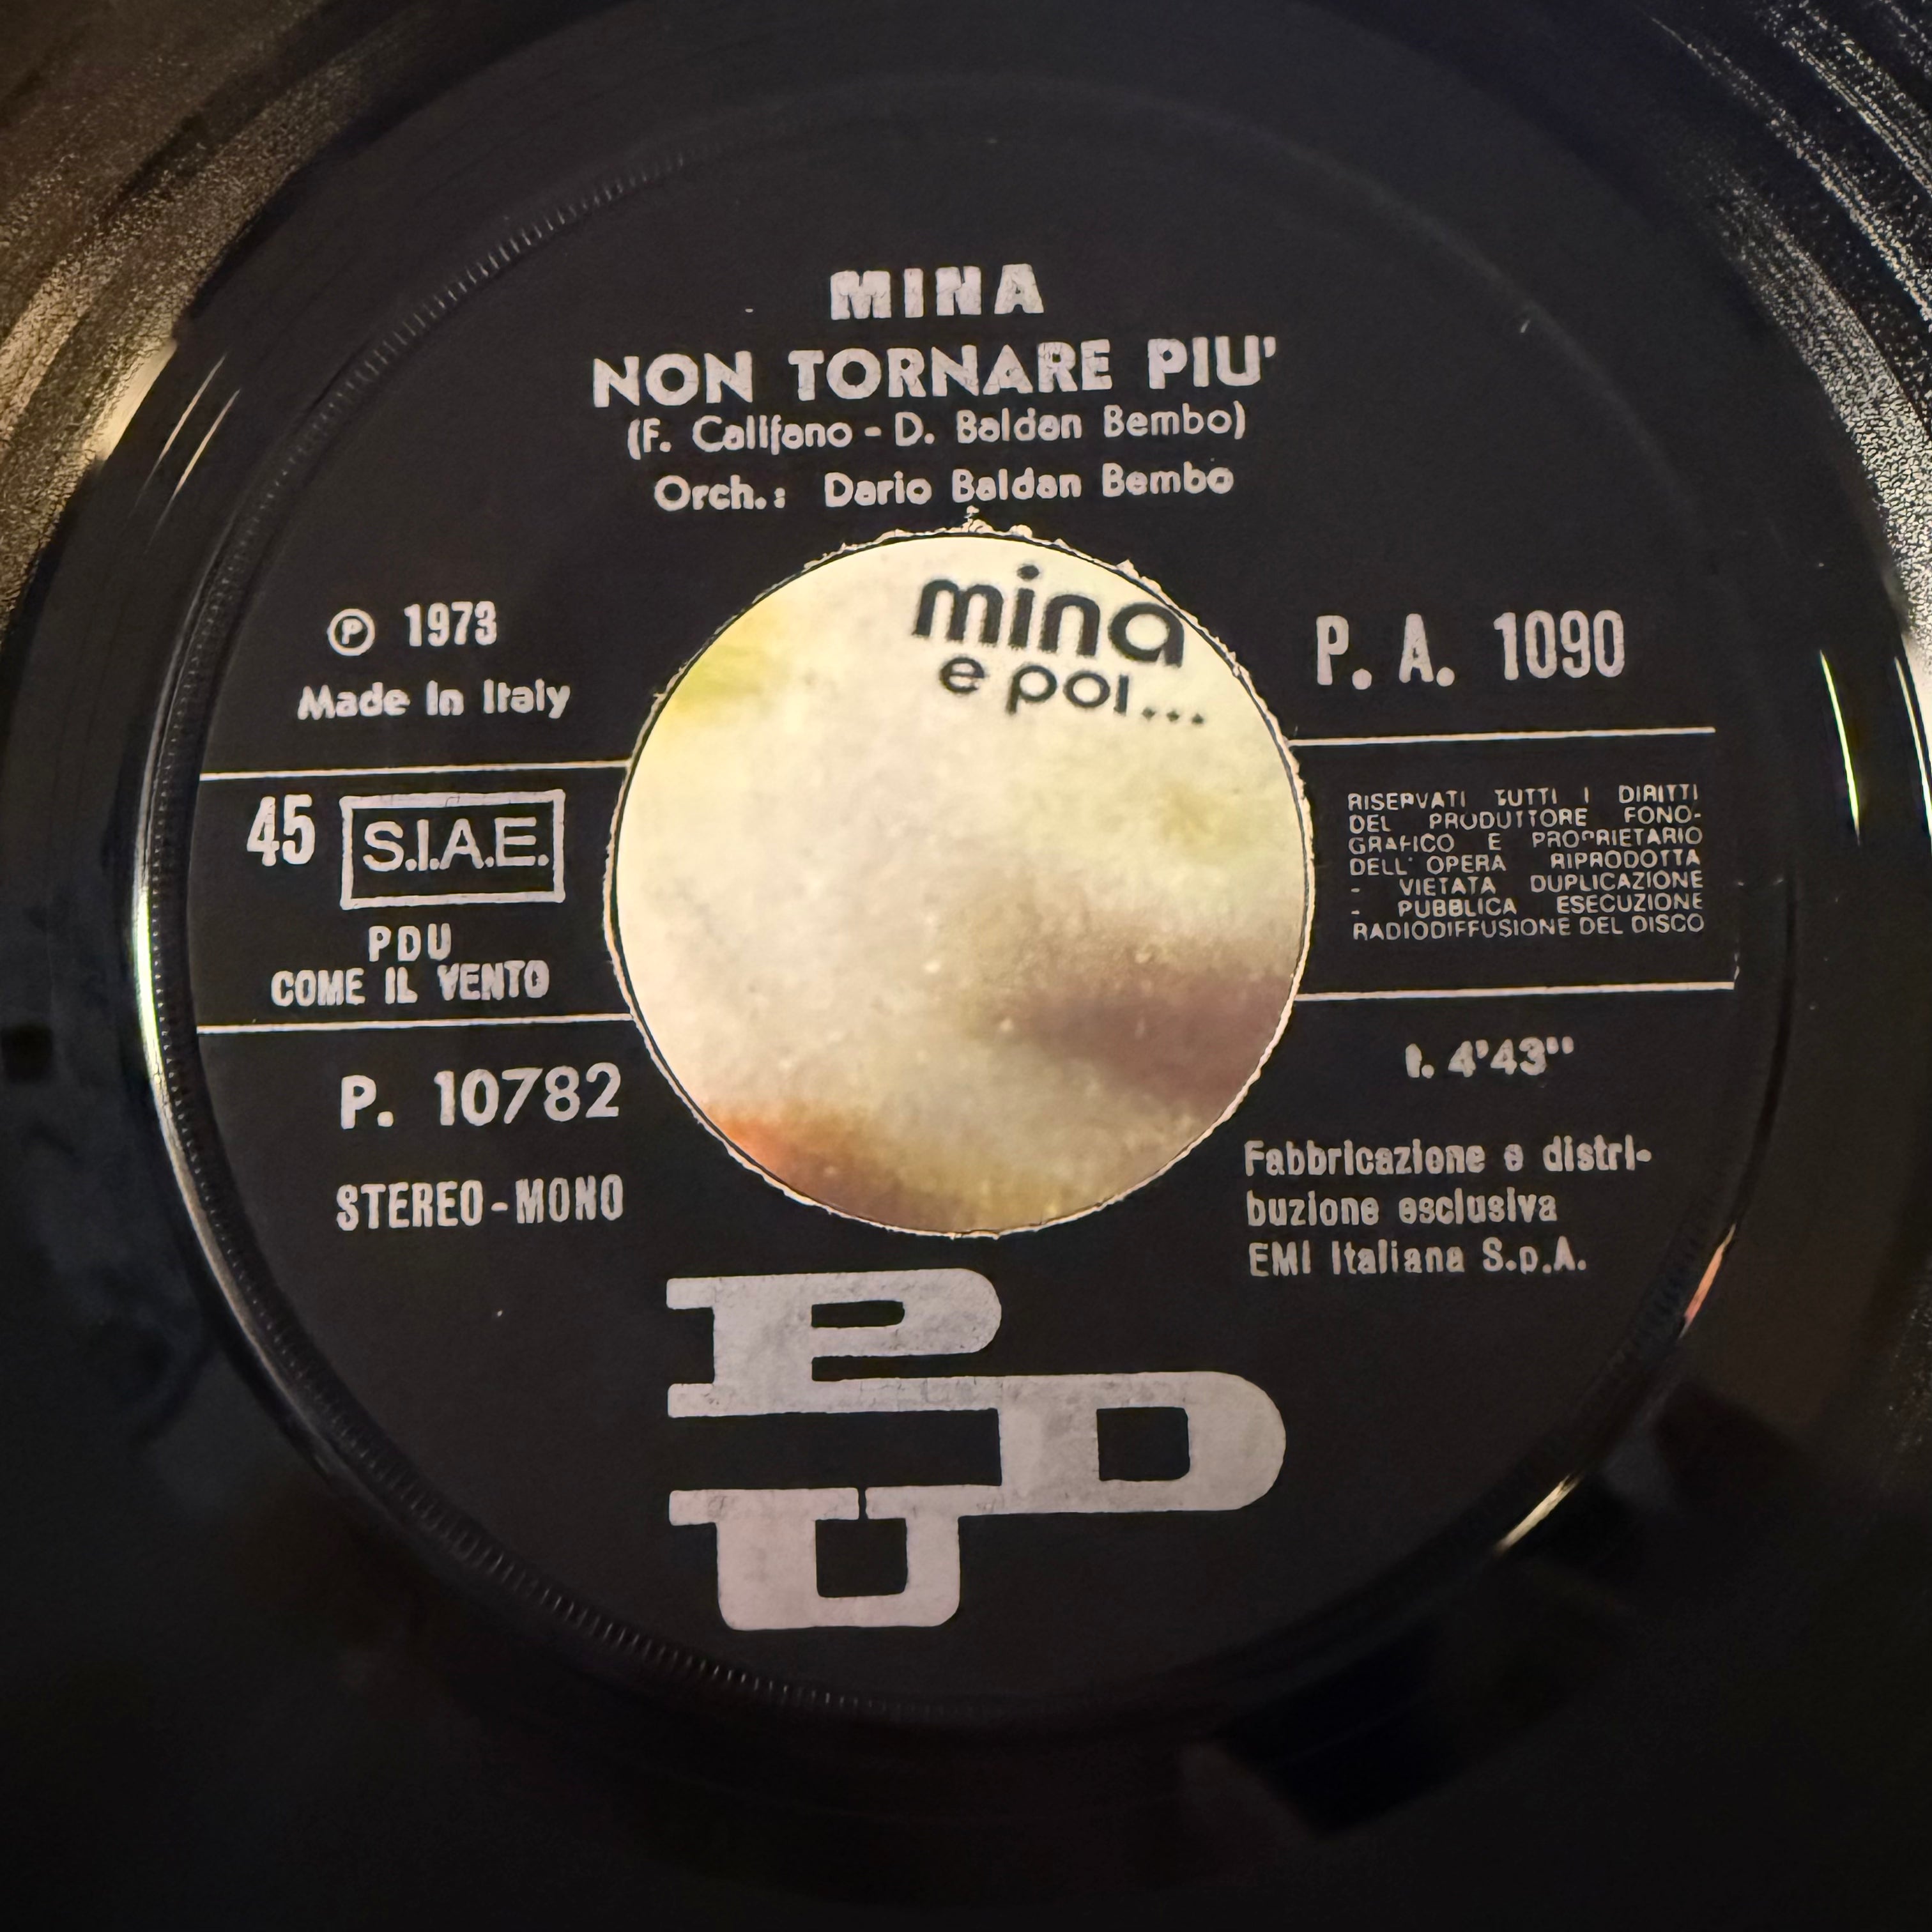 MINA
NON TORNARE PIU'
(F. Califano - D. Baldan Bembo)
Orch.: Dario Baldan Bembo
mina
e poi...
℗ 1973
Made in Italy
P. A. 1090
45 S.I.A.E.
PDU
COME IL VENTO
RISERVATI TUTTI I DIRITTI
DEL PRODUTTORE FONO-
GRAFICO E PROPRIETARIO
DELL' OPERA RIPRODOTTA
- VIETATA DUPLICAZIONE
- PUBBLICA ESECUZIONE
RADIODIFFUSIONE DEL DISCO
P. 10782
STEREO-MONO
t. 4'43"
Fabbricazione e distri-
buzione esclusiva
EMI Italiana S.p.A.
PDU